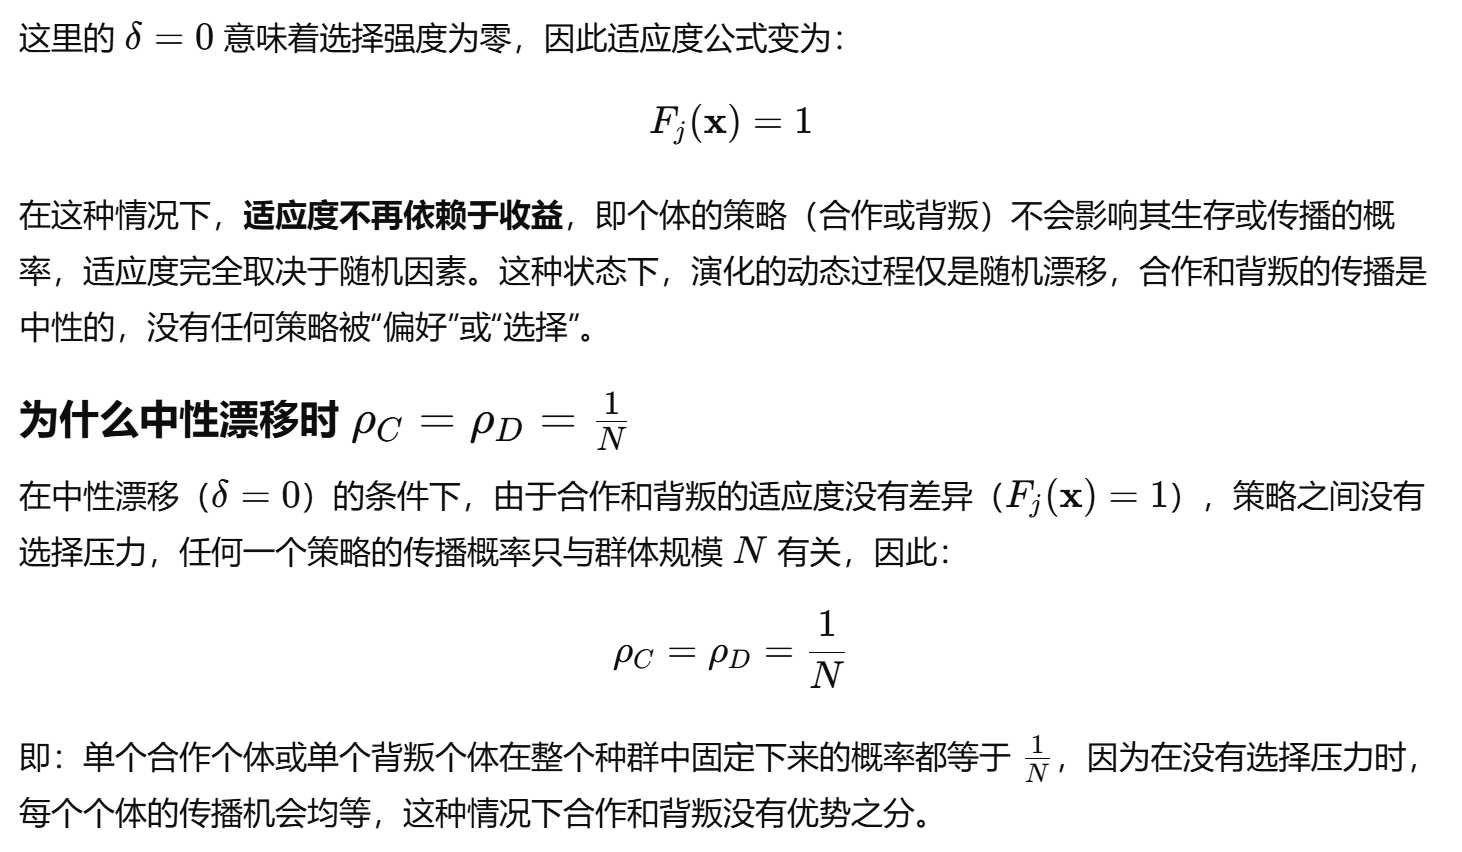 这里的 δ = 0 意味着选择强度为零，因此适应度公式变为：
F_j(x) = 1
在这种情况下，适应度不再依赖于收益，即个体的策略（合作或背叛）不会影响其生存或传播的概
率，适应度完全取决于随机因素。这种状态下，演化的动态过程仅是随机漂移，合作和背叛的传播是
中性的，没有任何策略被“偏好”或“选择”。
为什么中性漂移时 ρ_C = ρ_D = 1/N
在中性漂移（δ = 0）的条件下，由于合作和背叛的适应度没有差异（F_j(x) = 1），策略之间没有
选择压力，任何一个策略的传播概率只与群体规模 N 有关，因此：
ρ_C = ρ_D = 1/N
即：单个合作个体或单个背叛个体在整个种群中固定下来的概率都等于 1/N，因为在没有选择压力时，
每个个体的传播机会均等，这种情况下合作和背叛没有优势之分。